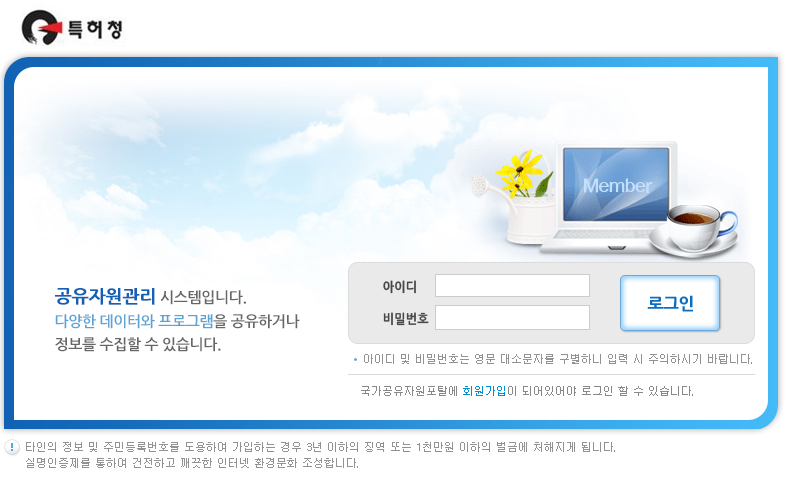 특허청
Member
공유자원관리 시스템입니다.
다양한 데이터와 프로그램을 공유하거나
정보를 수집할 수 있습니다.
아이디
비밀번호
로그인
• 아이디 및 비밀번호는 영문 대소문자를 구별하니 입력 시 주의하시기 바랍니다.
국가공유자원포탈에 회원가입이 되어있어야 로그인 할 수 있습니다.
! 타인의 정보 및 주민등록번호를 도용하여 가입하는 경우 3년 이하의 징역 또는 1천만원 이하의 벌금에 처해지게 됩니다.
실명인증제를 통하여 건전하고 깨끗한 인터넷 환경문화 조성합니다.